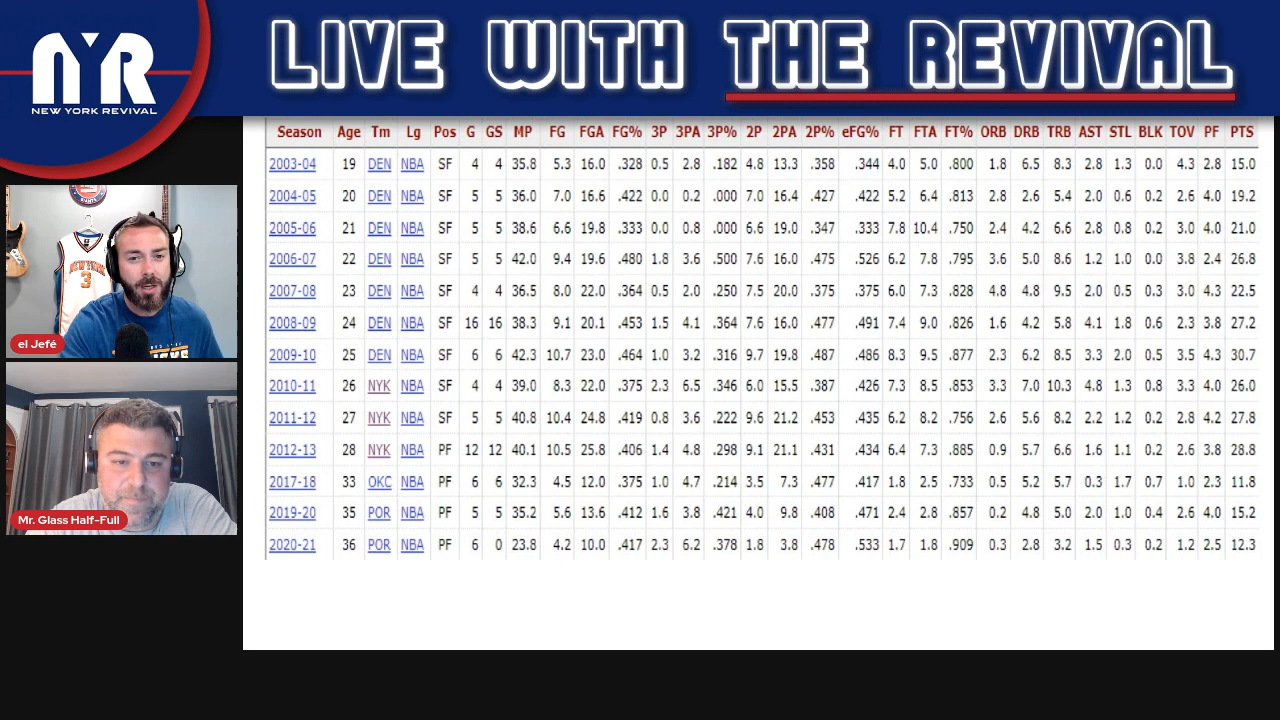 NYR
NEW YORK REVIVAL
LIVE WITH THE REVIVAL
Season Age Tm Lg Pos G GS MP FG FGA FG% 3P 3PA 3P% 2P 2PA 2P% eFG% FT FTA FT% ORB DRB TRB AST STL BLK TOV PF PTS
2003-04 19 DEN NBA SF 4 4 35.8 5.3 16.0 .328 0.5 2.8 .182 4.8 13.3 .358 .344 4.0 5.0 .800 1.8 6.5 8.3 2.8 1.3 0.0 4.3 2.8 15.0
2004-05 20 DEN NBA SF 5 5 36.0 7.0 16.6 .422 0.0 0.2 .000 7.0 16.4 .427 .422 5.2 6.4 .813 2.8 2.6 5.4 2.0 0.6 0.2 2.6 4.0 19.2
2005-06 21 DEN NBA SF 5 5 38.6 6.6 19.8 .333 0.0 0.8 .000 6.6 19.0 .347 .333 7.8 10.4 .750 2.4 4.2 6.6 2.8 0.8 0.2 3.0 4.0 21.0
2006-07 22 DEN NBA SF 5 5 42.0 9.4 19.6 .480 1.8 3.6 .500 7.6 16.0 .475 .526 6.2 7.8 .795 3.6 5.0 8.6 1.2 1.0 0.0 3.8 2.4 26.8
2007-08 23 DEN NBA SF 4 4 36.5 8.0 22.0 .364 0.5 2.0 .250 7.5 20.0 .375 .375 6.0 7.3 .828 4.8 4.8 9.5 2.0 0.5 0.3 3.0 4.3 22.5
2008-09 24 DEN NBA SF 16 16 38.3 9.1 20.1 .453 1.5 4.1 .364 7.6 16.0 .477 .491 7.4 9.0 .826 1.6 4.2 5.8 4.1 1.8 0.6 2.3 3.8 27.2
2009-10 25 DEN NBA SF 6 6 42.3 10.7 23.0 .464 1.0 3.2 .316 9.7 19.8 .487 .486 8.3 9.5 .877 2.3 6.2 8.5 3.3 2.0 0.5 3.5 4.3 30.7
2010-11 26 NYK NBA SF 4 4 39.0 8.3 22.0 .375 2.3 6.5 .346 6.0 15.5 .387 .426 7.3 8.5 .853 3.3 7.0 10.3 4.8 1.3 0.8 3.3 4.0 26.0
2011-12 27 NYK NBA SF 5 5 40.8 10.4 24.8 .419 0.8 3.6 .222 9.6 21.2 .453 .435 6.2 8.2 .756 2.6 5.6 8.2 2.2 1.2 0.2 2.8 4.2 27.8
2012-13 28 NYK NBA PF 12 12 40.1 10.5 25.8 .406 1.4 4.8 .298 9.1 21.1 .431 .434 6.4 7.3 .885 0.9 5.7 6.6 1.6 1.1 0.2 2.6 3.8 28.8
2017-18 33 OKC NBA PF 6 6 32.3 4.5 12.0 .375 1.0 4.7 .214 3.5 7.3 .477 .417 1.8 2.5 .733 0.5 5.2 5.7 0.3 1.7 0.7 1.0 2.3 11.8
2019-20 35 POR NBA PF 5 5 35.2 5.6 13.6 .412 1.6 3.8 .421 4.0 9.8 .408 .471 2.4 2.8 .857 0.2 4.8 5.0 2.0 1.0 0.4 2.6 4.0 15.2
2020-21 36 POR NBA PF 6 0 23.8 4.2 10.0 .417 2.3 6.2 .378 1.8 3.8 .478 .533 1.7 1.8 .909 0.3 2.8 3.2 1.5 0.3 0.2 1.2 2.5 12.3
NEW YORK
3
el Jefé
Mr. Glass Half-Full